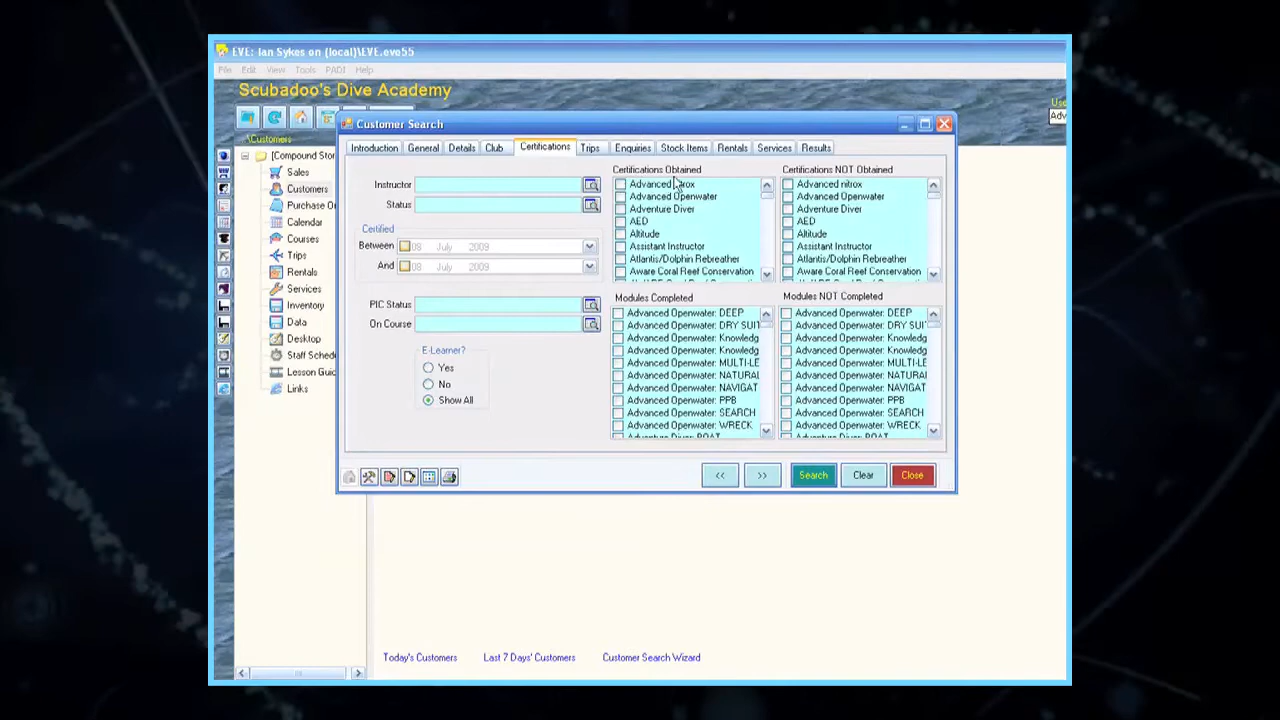 EVE: Ian Sykes on (local)\EVE.eve55
File Edit View Tools PADI Help
Scubadoo's Dive Academy
Customer Search
.\Customers
Introduction General Details Club Certifications Trips Enquiries Stock Items Rentals Services Results
[Compound Stor
Sales
Customers
Purchase O
Calendar
Courses
Trips
Rentals
Services
Inventory
Data
Desktop
Staff Sched
Lesson Guid
Links
Instructor
Status
Certified
Between 08 July 2009
And 08 July 2009
PIC Status
On Course
E-Learner?
Yes
No
Show All
Certifications Obtained
Advanced nitrox
Advanced Openwater
Adventure Diver
AED
Altitude
Assistant Instructor
Atlantis/Dolphin Rebreather
Aware Coral Reef Conservation
Certifications NOT Obtained
Advanced nitrox
Advanced Openwater
Adventure Diver
AED
Altitude
Assistant Instructor
Atlantis/Dolphin Rebreather
Aware Coral Reef Conservation
Modules Completed
Advanced Openwater: DEEP
Advanced Openwater: DRY SUI
Advanced Openwater: Knowledg
Advanced Openwater: Knowledg
Advanced Openwater: MULTI-LE
Advanced Openwater: NATURAL
Advanced Openwater: NAVIGAT
Advanced Openwater: PPB
Advanced Openwater: SEARCH
Advanced Openwater: WRECK
Adventure Diver: BOAT
Modules NOT Completed
Advanced Openwater: DEEP
Advanced Openwater: DRY SUI
Advanced Openwater: Knowledg
Advanced Openwater: Knowledg
Advanced Openwater: MULTI-LE
Advanced Openwater: NATURAL
Advanced Openwater: NAVIGAT
Advanced Openwater: PPB
Advanced Openwater: SEARCH
Advanced Openwater: WRECK
Adventure Diver: BOAT
<< >> Search Clear Close
Today's Customers Last 7 Days' Customers Customer Search Wizard